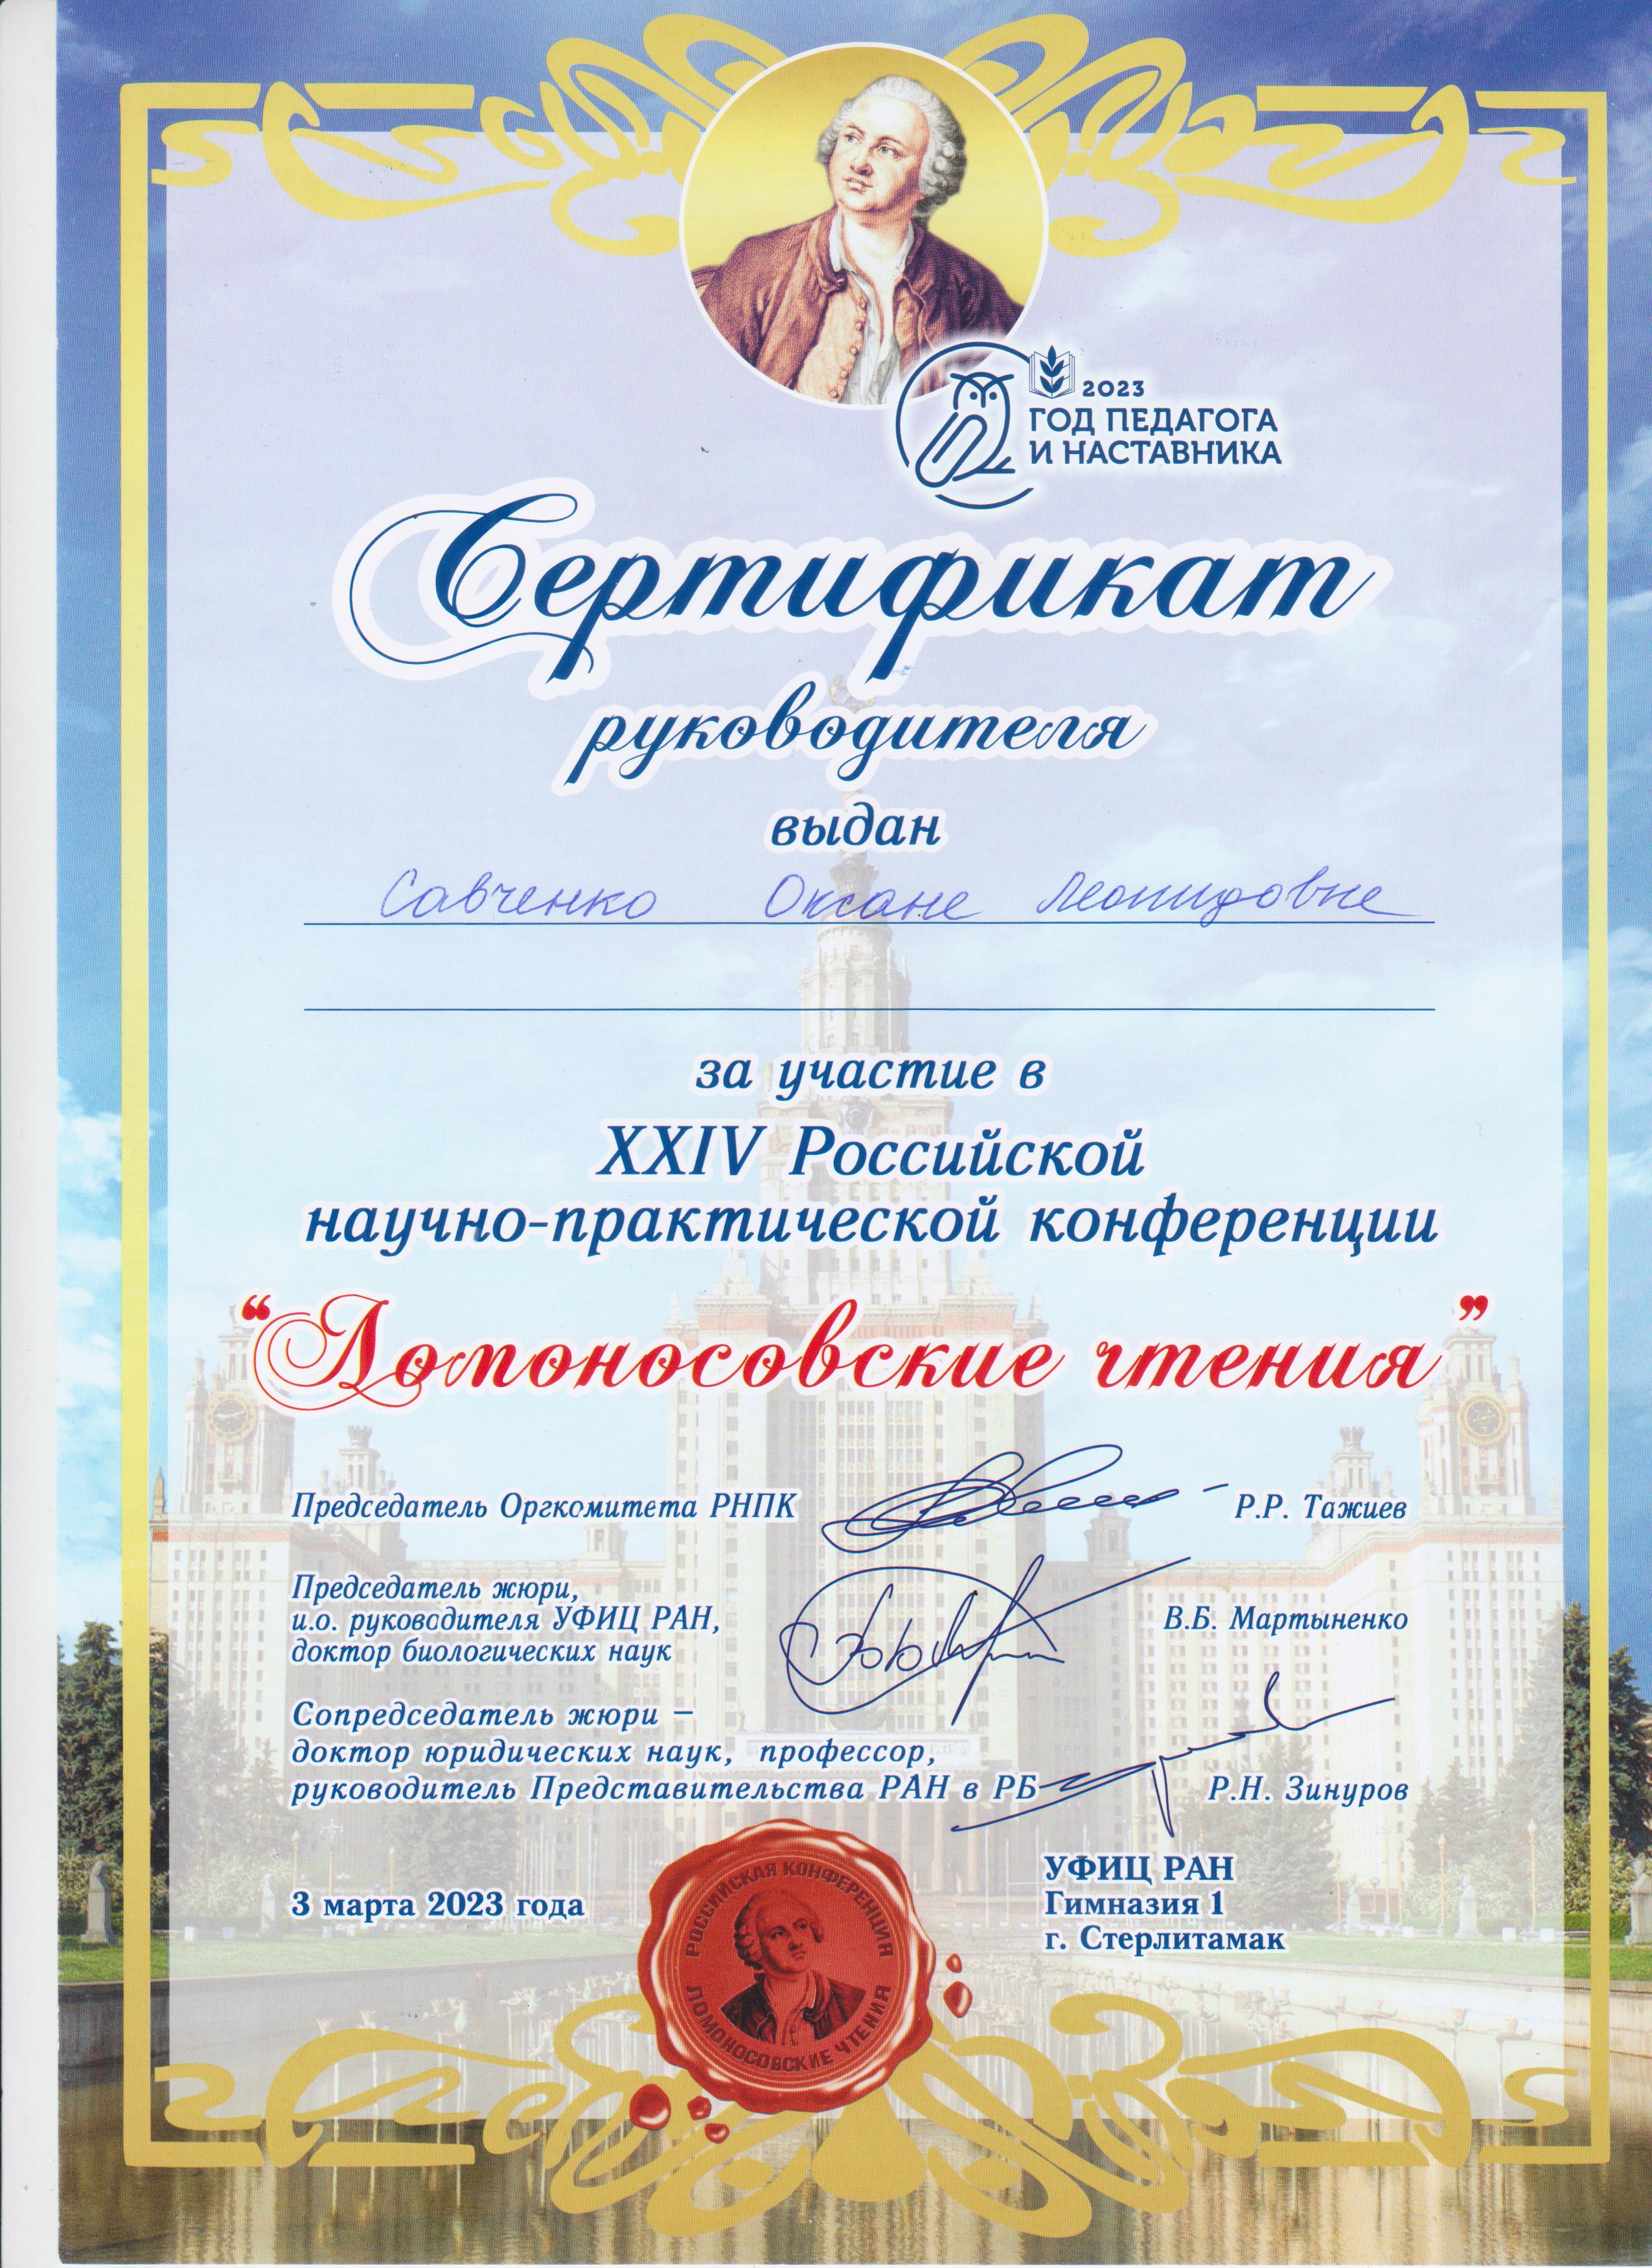 2023
ГОД ПЕДАГОГА
И НАСТАВНИКА
Сертификат
руководителя
выдан
Савченко Оксане Леонидовне
за участие в
XXIV Российской
научно-практической конференции
“Ломоносовские чтения”
Председатель Оргкомитета РНПК Р.Р. Тажиев
Председатель жюри,
и.о. руководителя УФИЦ РАН, В.Б. Мартыненко
доктор биологических наук
Сопредседатель жюри –
доктор юридических наук, профессор,
руководитель Представительства РАН в РБ Р.Н. Зинуров
УФИЦ РАН
3 марта 2023 года Гимназия 1
г. Стерлитамак
РОССИЙСКАЯ КОНФЕРЕНЦИЯ
ЛОМОНОСОВСКИЕ ЧТЕНИЯ